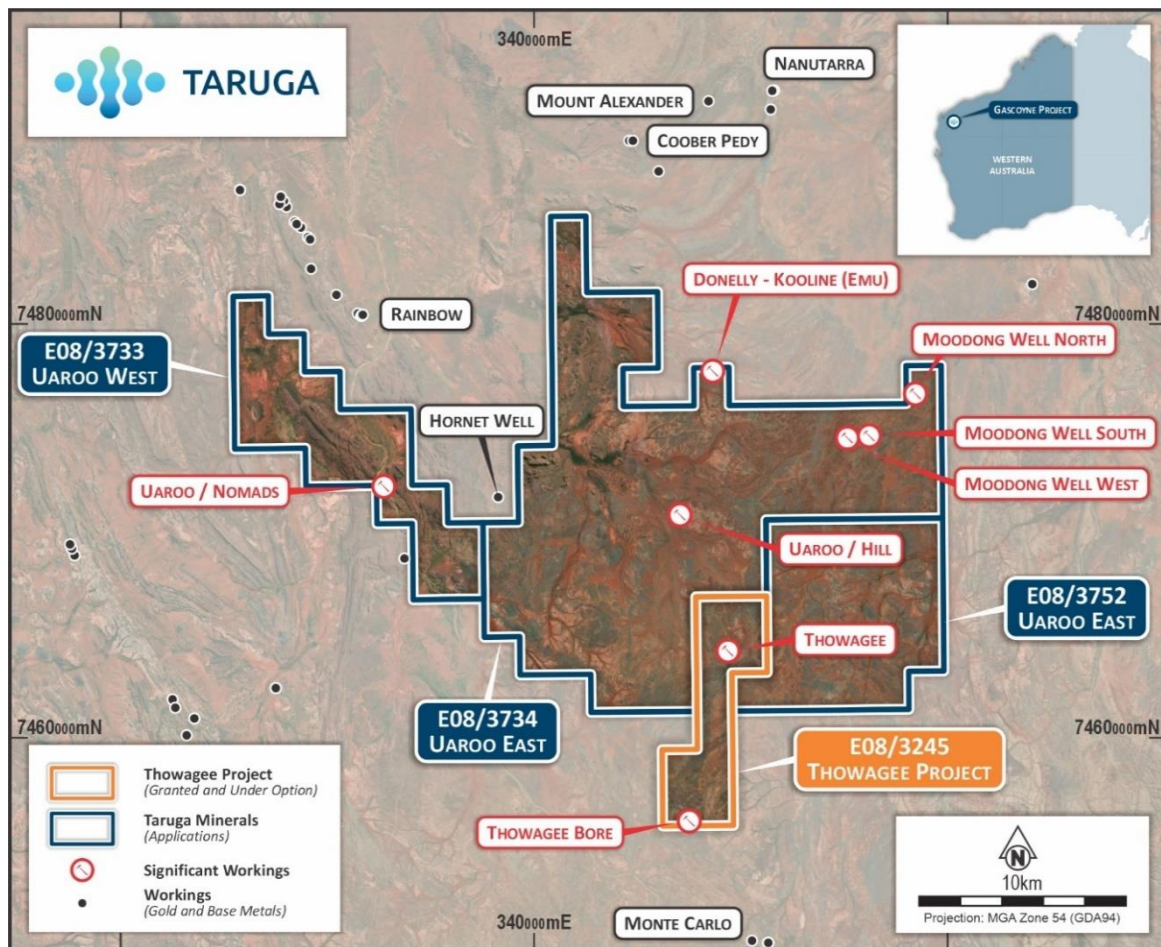 340000mE
TARUGA
NANUTARRA
MOUNT ALEXANDER
COOBER PEDY
GASCOYNE PROJECT
WESTERN
AUSTRALIA
DONELLY - KOOLINE (EMU)
7480000mN
7480000mN
RAINBOW
MOODONG WELL NORTH
E08/3733
UAROO WEST
HORNET WELL
MOODONG WELL SOUTH
MOODONG WELL WEST
UAROO / NOMADS
UAROO / HILL
E08/3752
UAROO EAST
THOWAGEE
E08/3734
UAROO EAST
7460000mN
7460000mN
E08/3245
THOWAGEE PROJECT
Thowagee Project
(Granted and Under Option)
Taruga Minerals
(Applications)
Significant Workings
Workings
(Gold and Base Metals)
THOWAGEE BORE
N
10km
Projection: MGA Zone 54 (GDA94)
340000mE
MONTE CARLO